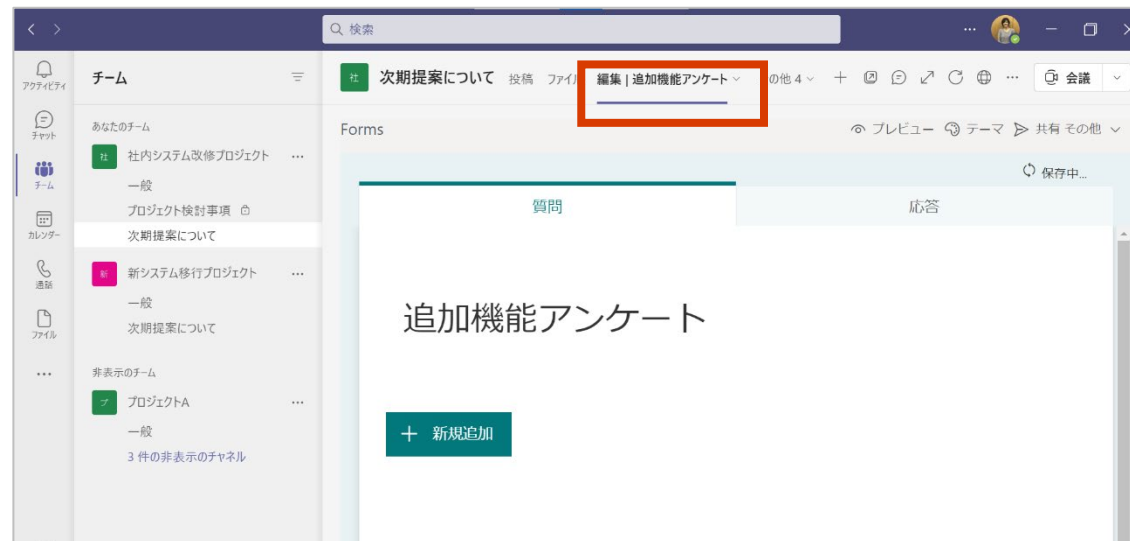 検索
アクティビティ
チャット
チーム
カレンダー
通話
ファイル
チーム
あなたのチーム
社 社内システム改修プロジェクト
一般
プロジェクト検討事項
次期提案について
新 新システム移行プロジェクト
一般
次期提案について
非表示のチーム
プ プロジェクトA
一般
3 件の非表示のチャネル
社 次期提案について 投稿 ファイル 編集 | 追加機能アンケート の他 4 会議
Forms プレビュー テーマ 共有 その他
保存中...
質問 応答
追加機能アンケート
+ 新規追加